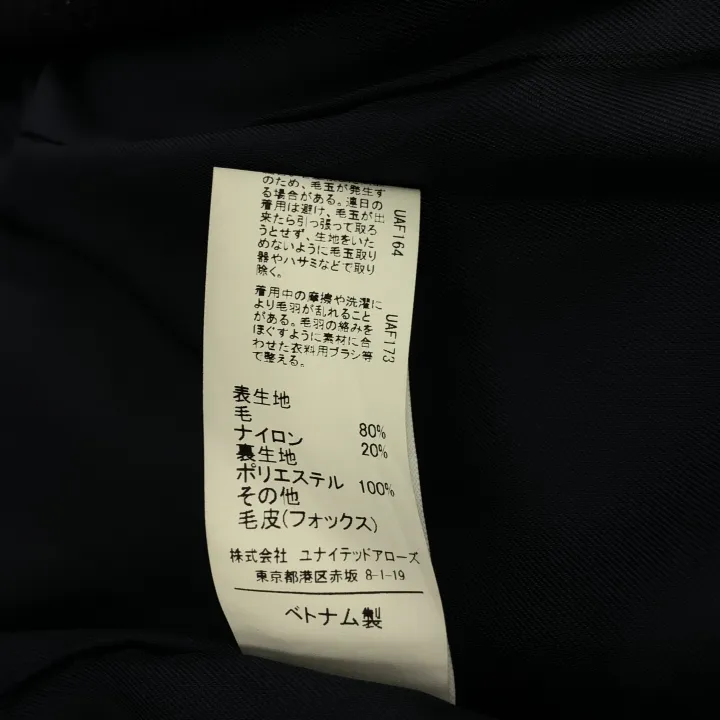 のため、毛玉が発生す
る場合がある。連日の
着用は避け、毛玉が出
来たら引っ張って取ろ
うとせず、生地をいた
めないように毛玉取り
器やハサミなどで取り
除く。
UAF164
着用中の摩擦や洗濯に
より毛羽が乱れること
がある。毛羽の絡みを
ほぐすように素材に合
わせた衣料用ブラシ等
で整える。
UAF173
表生地
毛 80%
ナイロン 20%
裏生地
ポリエステル 100%
その他
毛皮(フォックス)
株式会社 ユナイテッドアローズ
東京都港区赤坂 8-1-19
ベトナム製